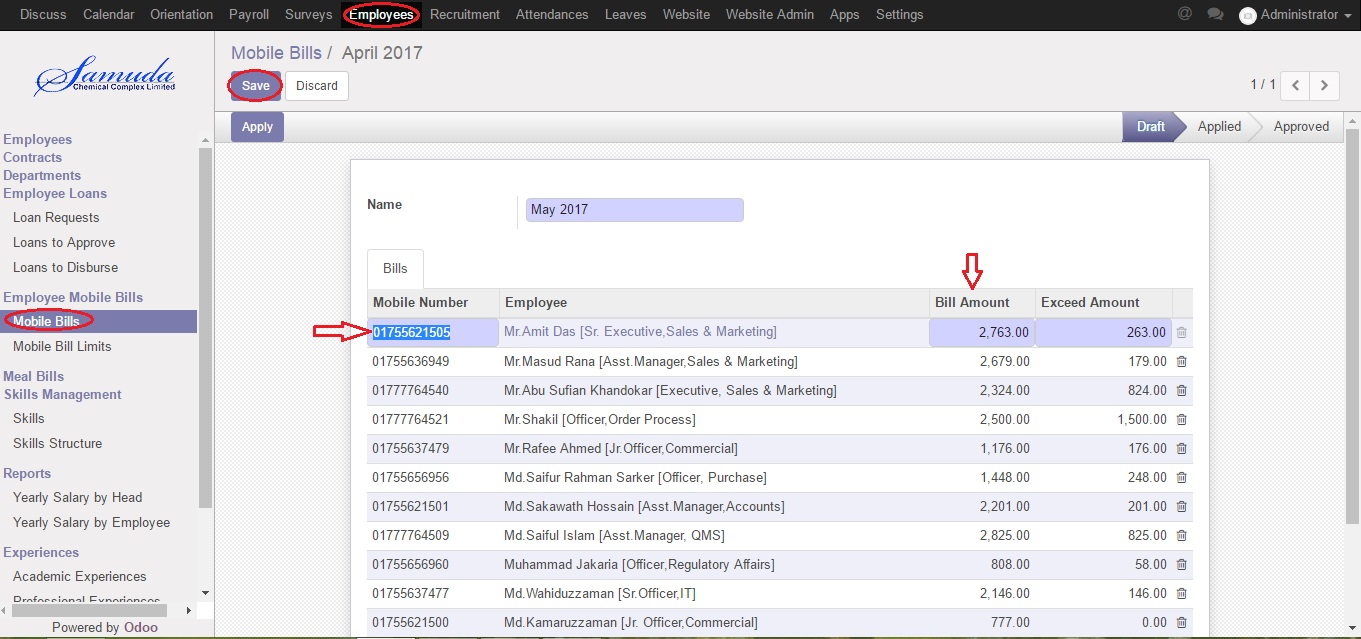 Discuss Calendar Orientation Payroll Surveys Employees Recruitment Attendances Leaves Website Website Admin Apps Settings @ Administrator
Samuda
Chemical Complex Limited
Mobile Bills / April 2017
Save Discard
1 / 1
Apply
Draft Applied Approved
Employees
Contracts
Departments
Employee Loans
Loan Requests
Loans to Approve
Loans to Disburse
Employee Mobile Bills
Mobile Bills
Mobile Bill Limits
Meal Bills
Skills Management
Skills
Skills Structure
Reports
Yearly Salary by Head
Yearly Salary by Employee
Experiences
Academic Experiences
Professional Experiences
Powered by Odoo
Name May 2017
Bills
Mobile Number Employee Bill Amount Exceed Amount
01755621505 Mr.Amit Das [Sr. Executive,Sales & Marketing] 2,763.00 263.00
01755636949 Mr.Masud Rana [Asst.Manager,Sales & Marketing] 2,679.00 179.00
01777764540 Mr.Abu Sufian Khandokar [Executive, Sales & Marketing] 2,324.00 824.00
01777764521 Mr.Shakil [Officer,Order Process] 2,500.00 1,500.00
01755637479 Mr.Rafee Ahmed [Jr.Officer,Commercial] 1,176.00 176.00
01755656956 Md.Saifur Rahman Sarker [Officer, Purchase] 1,448.00 248.00
01755621501 Md.Sakawath Hossain [Asst.Manager,Accounts] 2,201.00 201.00
01777764509 Md.Saiful Islam [Asst.Manager, QMS] 2,825.00 825.00
01755656960 Muhammad Jakaria [Officer,Regulatory Affairs] 808.00 58.00
01755637477 Md.Wahiduzzaman [Sr.Officer,IT] 2,146.00 146.00
01755621500 Md.Kamaruzzaman [Jr. Officer,Commercial] 777.00 0.00